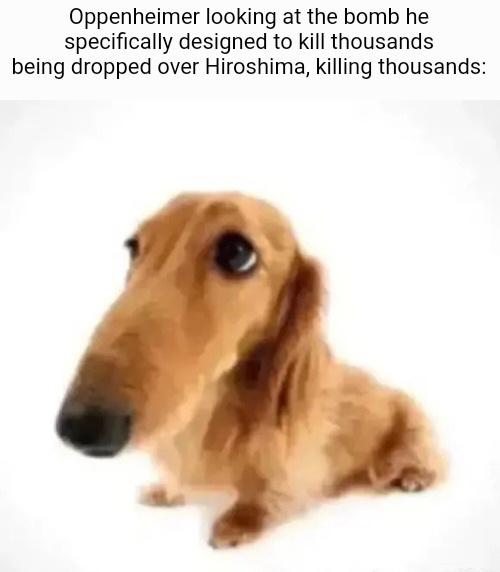 Oppenheimer looking at the bomb he
specifically designed to kill thousands
being dropped over Hiroshima, killing thousands: